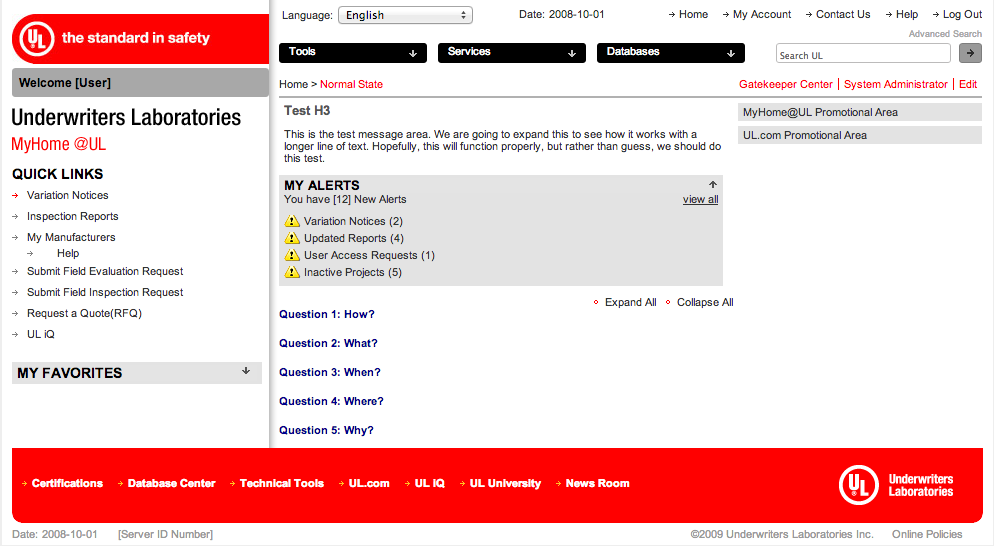 Language: English Date: 2008-10-01 Home My Account Contact Us Help Log Out
UL the standard in safety
Advanced Search
Tools Services Databases Search UL
Welcome [User]
Home > Normal State Gatekeeper Center | System Administrator | Edit
Underwriters Laboratories
MyHome @UL
QUICK LINKS
Variation Notices
Inspection Reports
My Manufacturers
Help
Submit Field Evaluation Request
Submit Field Inspection Request
Request a Quote(RFQ)
UL iQ
MY FAVORITES
Test H3
This is the test message area. We are going to expand this to see how it works with a
longer line of text. Hopefully, this will function properly, but rather than guess, we should do
this test.
MY ALERTS
You have [12] New Alerts view all
Variation Notices (2)
Updated Reports (4)
User Access Requests (1)
Inactive Projects (5)
Expand All Collapse All
Question 1: How?
Question 2: What?
Question 3: When?
Question 4: Where?
Question 5: Why?
MyHome@UL Promotional Area
UL.com Promotional Area
Certifications Database Center Technical Tools UL.com UL IQ UL University News Room
UL Underwriters
Laboratories
Date: 2008-10-01 [Server ID Number] ©2009 Underwriters Laboratories Inc. Online Policies